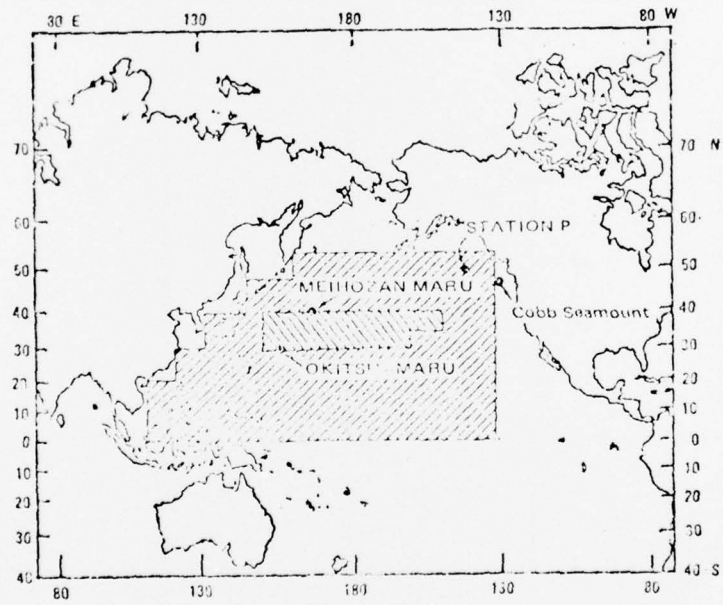 30 E 130 180 130 80 W
70 70 N
60 60
STATION P
50 50
MEIHOZAN MARU
40 40
Cobb Seamount
30 30
OKITSU MARU
20 20
10 10
0 0
10 10
20 20
30 30
40 40 S
80 130 180 130 80